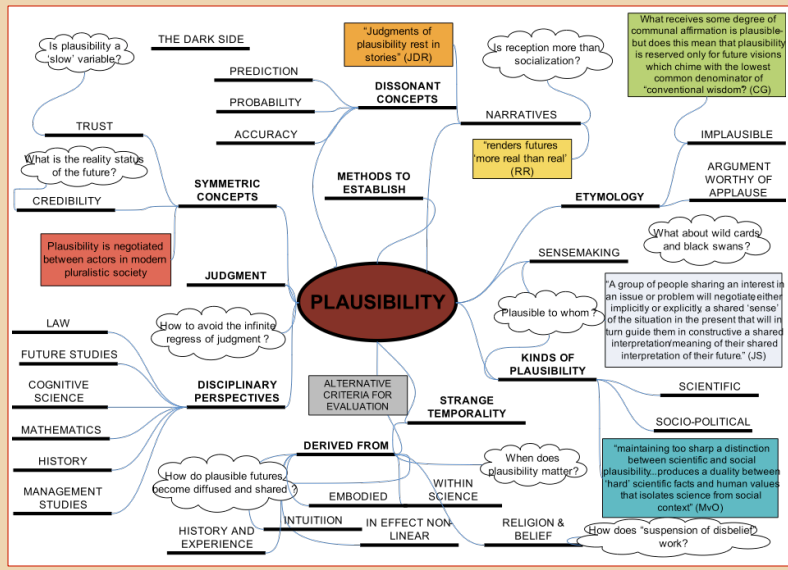 Is plausibility a
'slow' variable?
THE DARK SIDE
"Judgments of
plausibility rest in
stories" (JDR)
Is reception more than
socialization?
What receives some degree of
communal affirmation is plausible-
but does this mean that plausibility
is reserved only for future visions
which chime with the lowest
common denominator of
"conventional wisdom? (CG)
PREDICTION
PROBABILITY
ACCURACY
DISSONANT
CONCEPTS
NARRATIVES
TRUST
What is the reality status
of the future?
CREDIBILITY
SYMMETRIC
CONCEPTS
METHODS TO
ESTABLISH
"renders futures
'more real than real'
(RR)
ETYMOLOGY
IMPLAUSIBLE
ARGUMENT
WORTHY OF
APPLAUSE
Plausibility is negotiated
between actors in modern
pluralistic society
JUDGMENT
PLAUSIBILITY
SENSEMAKING
What about wild cards
and black swans?
Plausible to whom?
"A group of people sharing an interest in
an issue or problem will negotiate,either
implicitly or explicitly, a shared 'sense'
of the situation in the present that will in
turn guide them in constructive a shared
interpretation/meaning of their shared
interpretation of their future." (JS)
How to avoid the infinite
regress of judgment ?
LAW
FUTURE STUDIES
COGNITIVE
SCIENCE
MATHEMATICS
HISTORY
MANAGEMENT
STUDIES
DISCIPLINARY
PERSPECTIVES
ALTERNATIVE
CRITERIA FOR
EVALUATION
STRANGE
TEMPORALITY
KINDS OF
PLAUSIBILITY
SCIENTIFIC
SOCIO-POLITICAL
"maintaining too sharp a distinction
between scientific and social
plausibility...produces a duality between
'hard' scientific facts and human values
that isolates science from social
context" (MvO)
DERIVED FROM
How do plausible futures
become diffused and shared ?
When does
plausibility matter?
EMBODIED
WITHIN
SCIENCE
INTUITIION
HISTORY AND
EXPERIENCE
IN EFFECT NON-
LINEAR
RELIGION &
BELIEF
How does "suspension of disbelief"
work?